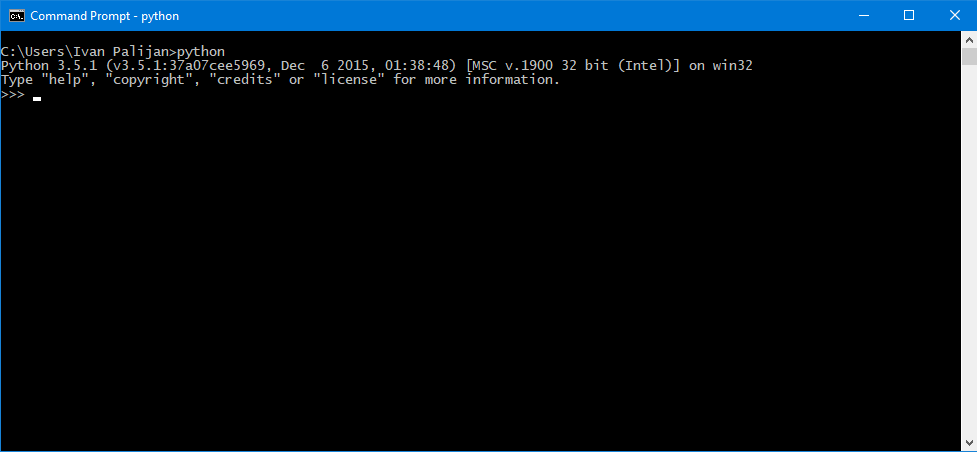 Command Prompt - python
C:\Users\Ivan Palijan>python
Python 3.5.1 (v3.5.1:37a07cee5969, Dec  6 2015, 01:38:48) [MSC v.1900 32 bit (Intel)] on win32
Type "help", "copyright", "credits" or "license" for more information.
>>>